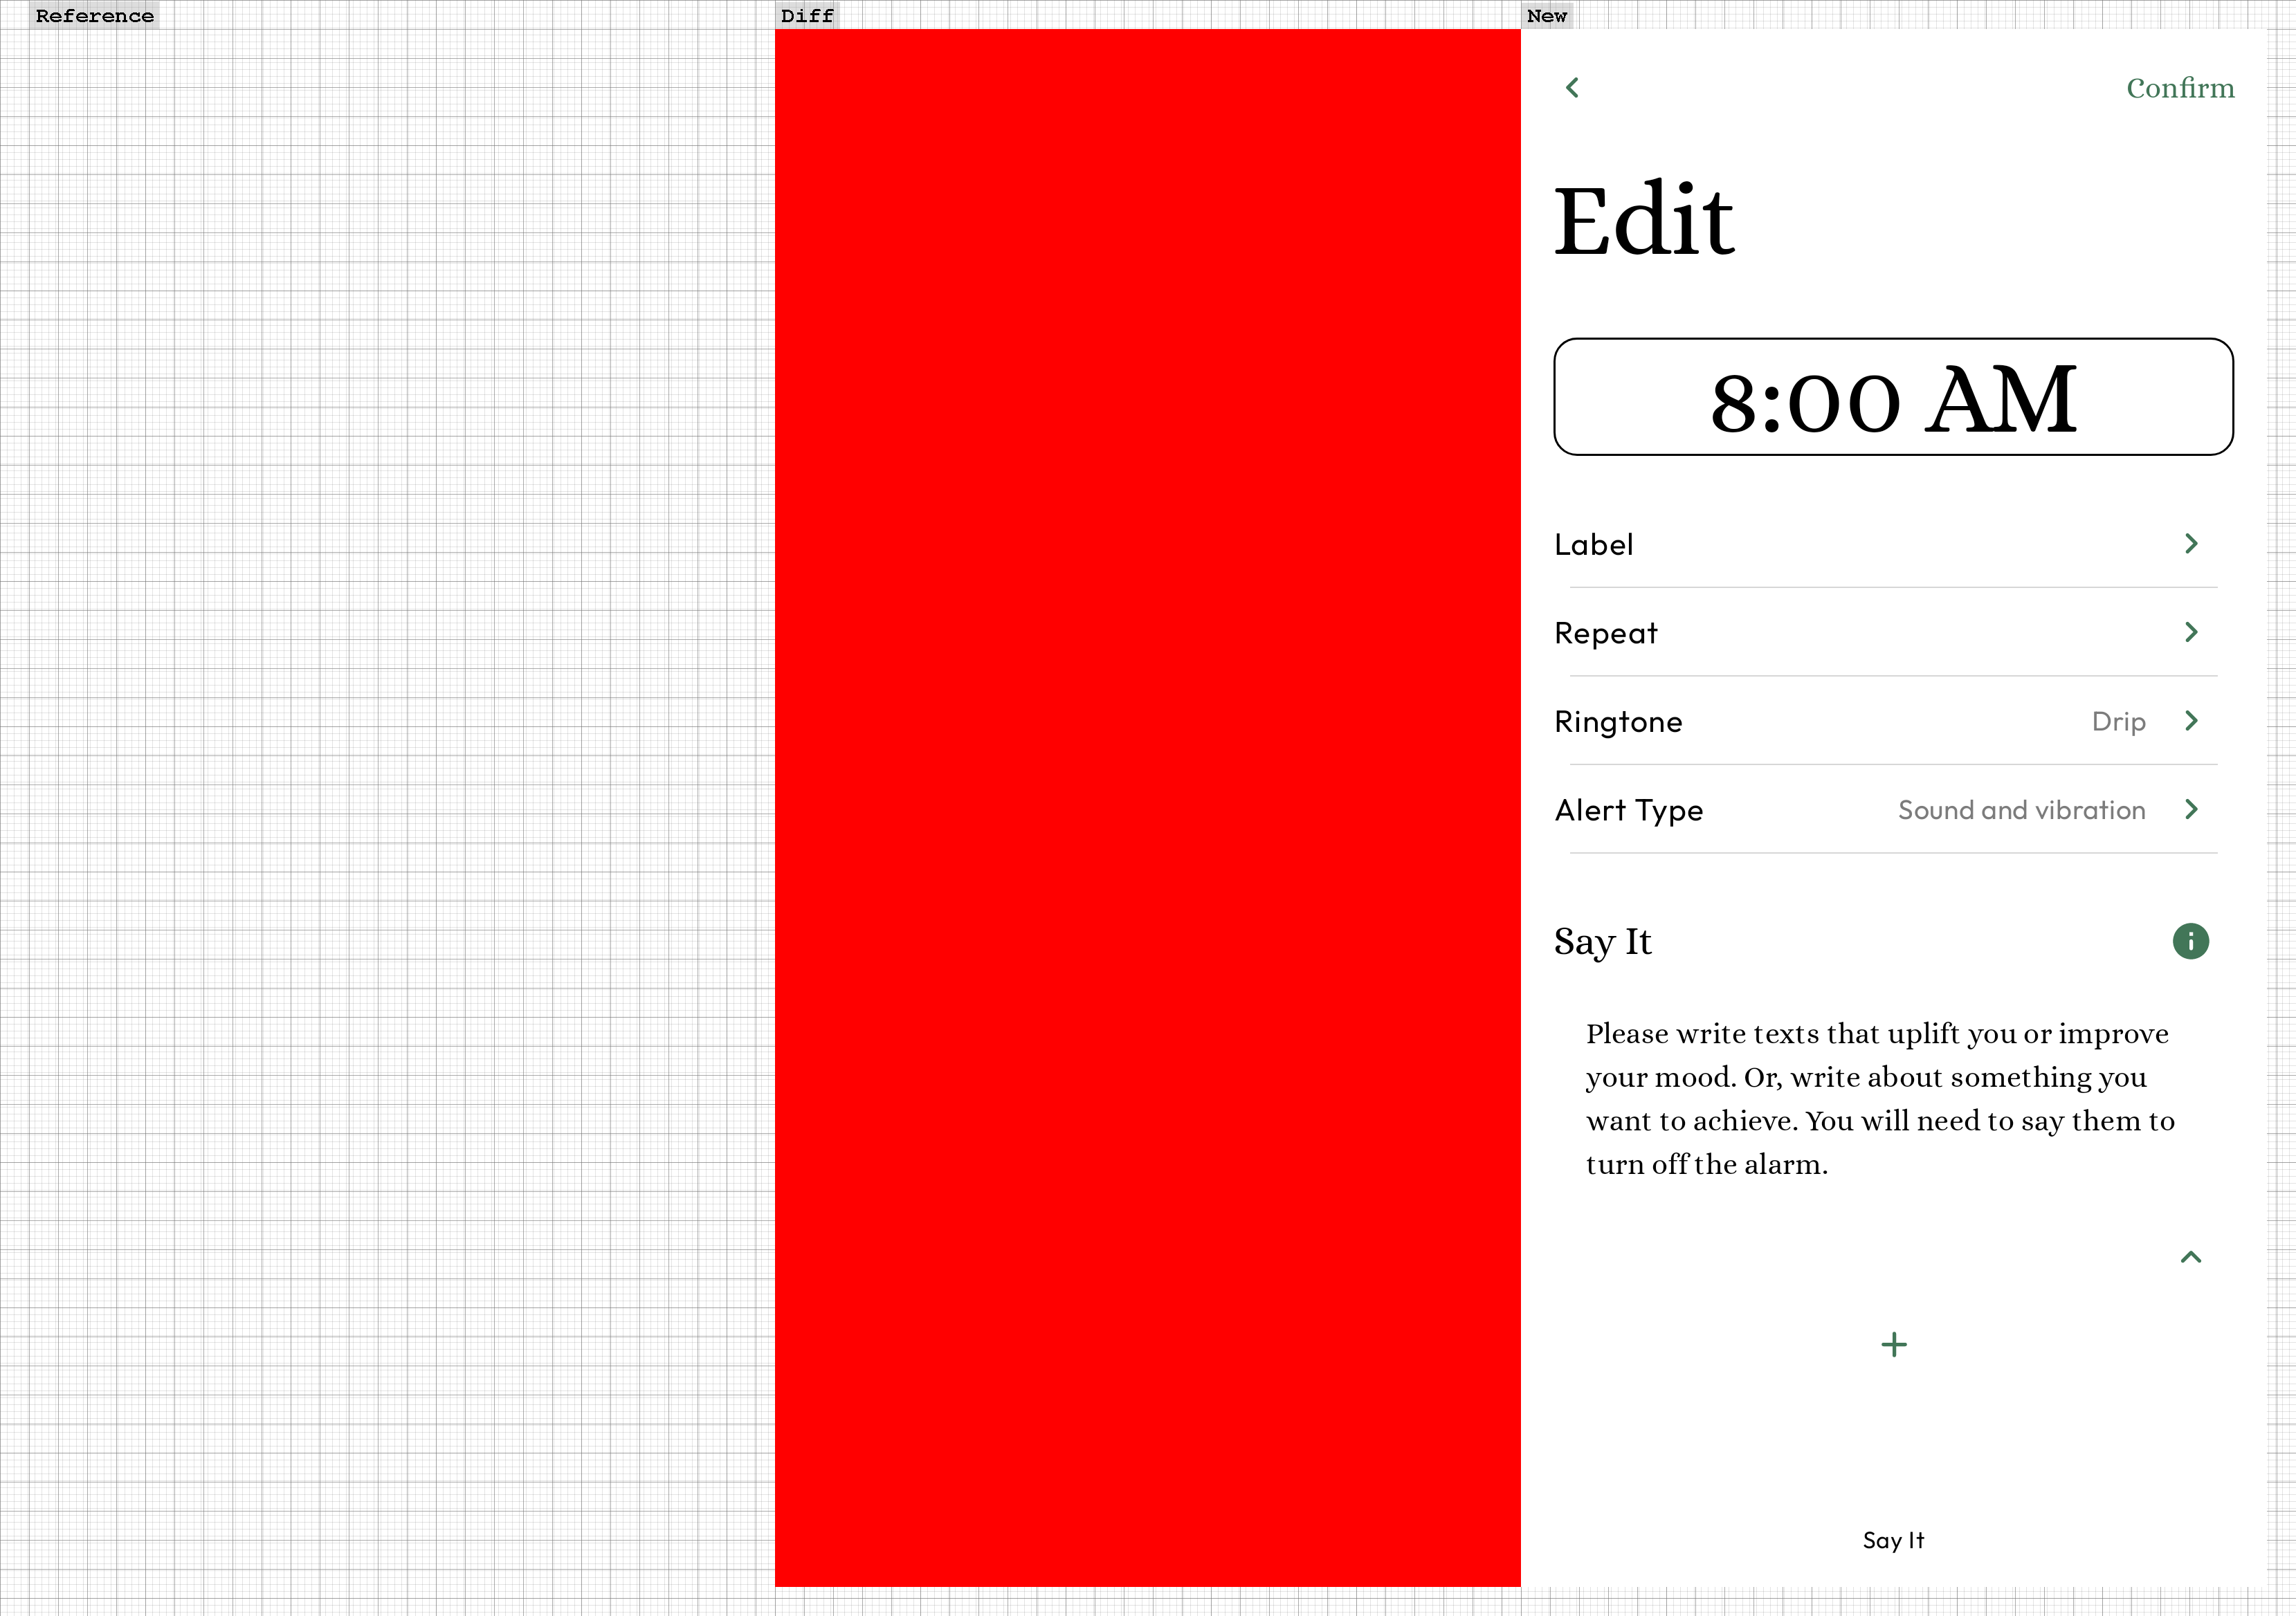 Reference
Diff
New
Confirm
Edit
8:00 AM
Label
Repeat
Ringtone Drip
Alert Type Sound and vibration
Say It
Please write texts that uplift you or improve
your mood. Or, write about something you
want to achieve. You will need to say them to
turn off the alarm.
Say It